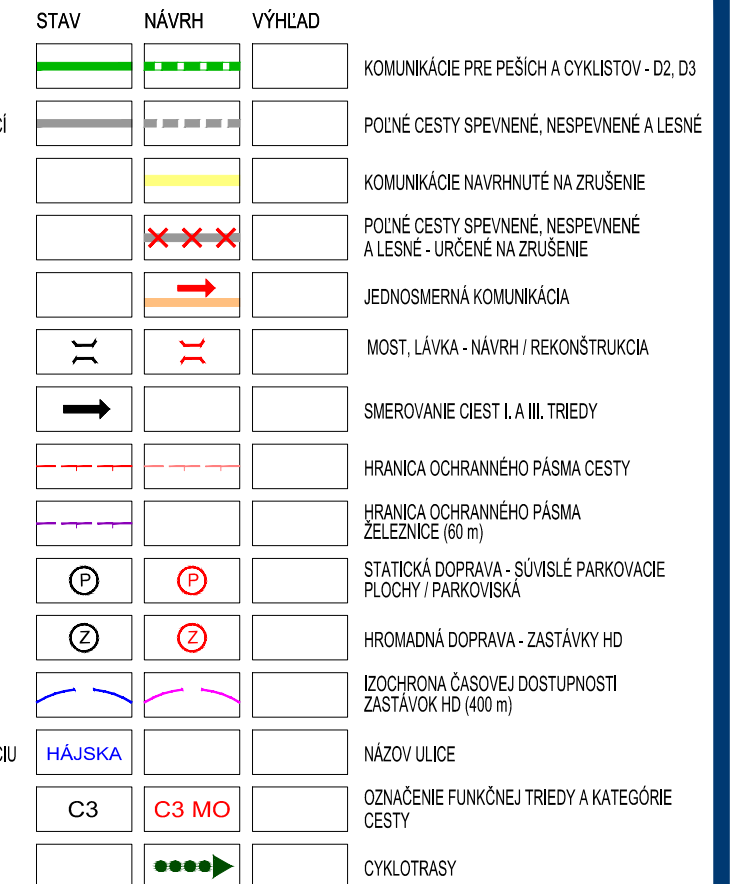 STAV NÁVRH VÝHĽAD
KOMUNIKÁCIE PRE PEŠÍCH A CYKLISTOV - D2, D3
CÍ
POĽNÉ CESTY SPEVNENÉ, NESPEVNENÉ A LESNÉ
KOMUNIKÁCIE NAVRHNUTÉ NA ZRUŠENIE
POĽNÉ CESTY SPEVNENÉ, NESPEVNENÉ
A LESNÉ - URČENÉ NA ZRUŠENIE
JEDNOSMERNÁ KOMUNIKÁCIA
MOST, LÁVKA - NÁVRH / REKONŠTRUKCIA
SMEROVANIE CIEST I. A III. TRIEDY
HRANICA OCHRANNÉHO PÁSMA CESTY
HRANICA OCHRANNÉHO PÁSMA
ŽELEZNICE (60 m)
P P
STATICKÁ DOPRAVA - SÚVISLÉ PARKOVACIE
PLOCHY / PARKOVISKÁ
Z Z
HROMADNÁ DOPRAVA - ZASTÁVKY HD
IZOCHRONA ČASOVEJ DOSTUPNOSTI
ZASTÁVOK HD (400 m)
CIU
HÁJSKA
NÁZOV ULICE
C3 C3 MO
OZNAČENIE FUNKČNEJ TRIEDY A KATEGÓRIE
CESTY
CYKLOTRASY